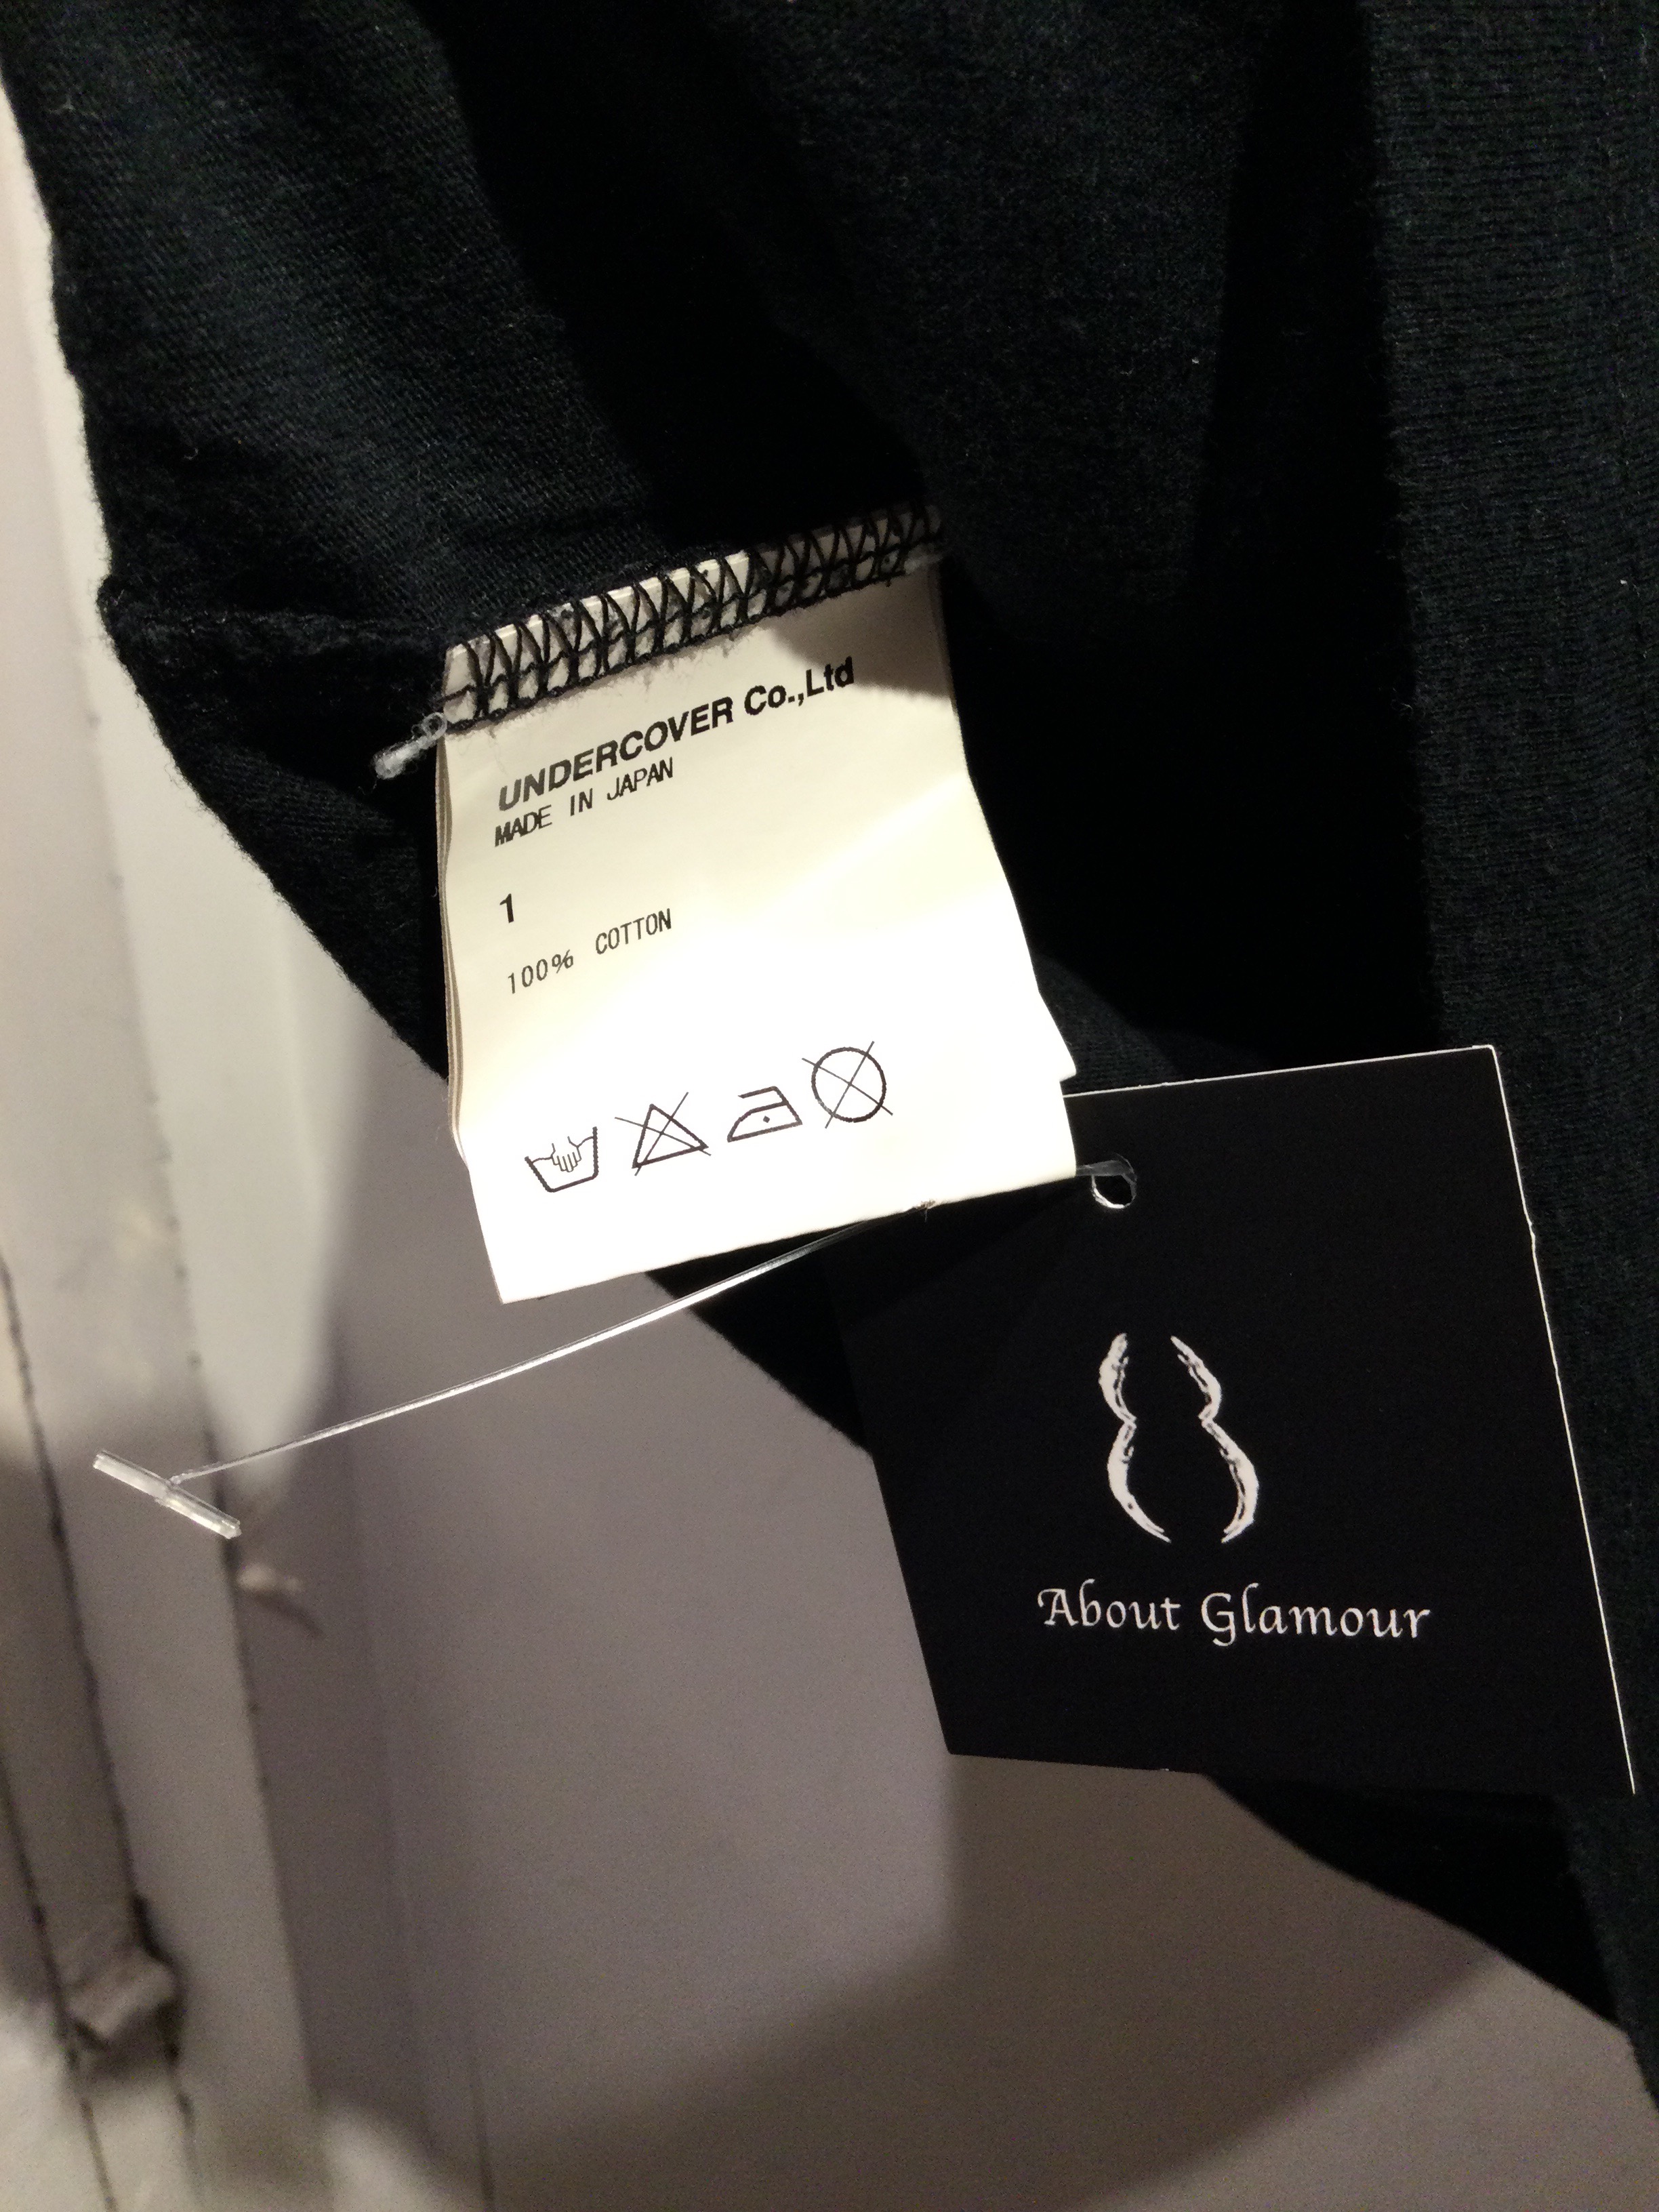 UNDERCOVER Co.,Ltd
MADE IN JAPAN
1
100% COTTON
About Glamour